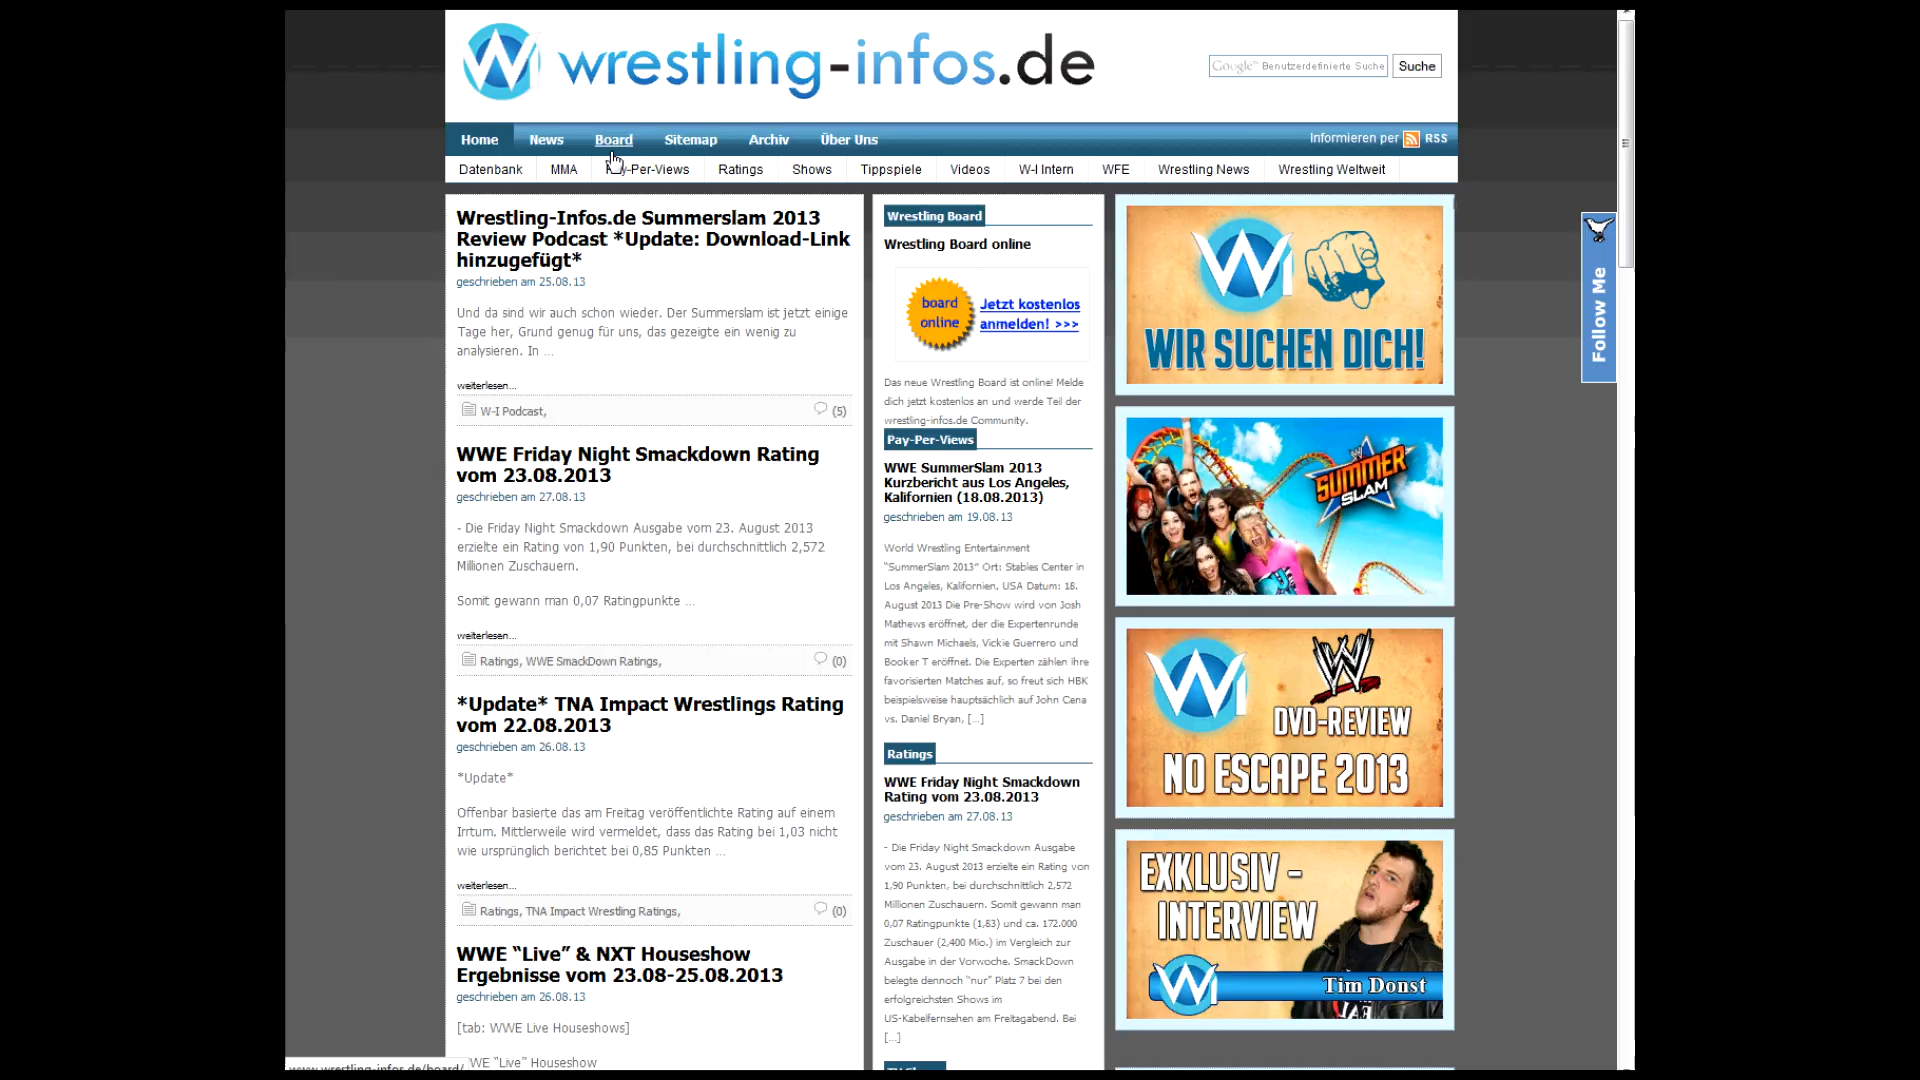 wrestling-infos.de
Google™ Benutzerdefinierte Suche
Suche
Home News Board Sitemap Archiv Über Uns
Informieren per RSS
Datenbank MMA Pay-Per-Views Ratings Shows Tippspiele Videos W-I Intern WFE Wrestling News Wrestling Weltweit
Wrestling-Infos.de Summerslam 2013
Review Podcast *Update: Download-Link
hinzugefügt*
geschrieben am 25.08.13
Und da sind wir auch schon wieder. Der Summerslam ist jetzt einige
Tage her, Grund genug für uns, das gezeigte ein wenig zu
analysieren. In ...
weiterlesen...
W-I Podcast,
(5)
WWE Friday Night Smackdown Rating
vom 23.08.2013
geschrieben am 27.08.13
- Die Friday Night Smackdown Ausgabe vom 23. August 2013
erzielte ein Rating von 1,90 Punkten, bei durchschnittlich 2,572
Millionen Zuschauern.
Somit gewann man 0,07 Ratingpunkte ...
weiterlesen...
Ratings, WWE SmackDown Ratings,
(0)
*Update* TNA Impact Wrestlings Rating
vom 22.08.2013
geschrieben am 26.08.13
*Update*
Offenbar basierte das am Freitag veröffentlichte Rating auf einem
Irrtum. Mittlerweile wird vermeldet, dass das Rating bei 1,03 nicht
wie ursprünglich berichtet bei 0,85 Punkten ...
weiterlesen...
Ratings, TNA Impact Wrestling Ratings,
(0)
WWE “Live” & NXT Houseshow
Ergebnisse vom 23.08-25.08.2013
geschrieben am 26.08.13
[tab: WWE Live Houseshows]
WWE “Live” Houseshow
www.wrestling-infos.de/board/
Wrestling Board
Wrestling Board online
board
online
Jetzt kostenlos
anmelden! >>>
Das neue Wrestling Board ist online! Melde
dich jetzt kostenlos an und werde Teil der
wrestling-infos.de Community.
Pay-Per-Views
WWE SummerSlam 2013
Kurzbericht aus Los Angeles,
Kalifornien (18.08.2013)
geschrieben am 19.08.13
World Wrestling Entertainment
“SummerSlam 2013” Ort: Stables Center in
Los Angeles, Kalifornien, USA Datum: 18.
August 2013 Die Pre-Show wird von Josh
Mathews eröffnet, der die Expertenrunde
mit Shawn Michaels, Vickie Guerrero und
Booker T eröffnet. Die Experten zählen ihre
favorisierten Matches auf, so freut sich HBK
beispielsweise hauptsächlich auf John Cena
vs. Daniel Bryan, [...]
Ratings
WWE Friday Night Smackdown
Rating vom 23.08.2013
geschrieben am 27.08.13
- Die Friday Night Smackdown Ausgabe
vom 23. August 2013 erzielte ein Rating von
1,90 Punkten, bei durchschnittlich 2,572
Millionen Zuschauern. Somit gewann man
0,07 Ratingpunkte (1,83) und ca. 172.000
Zuschauer (2,400 Mio.) im Vergleich zur
Ausgabe in der Vorwoche. SmackDown
belegte dennoch “nur” Platz 7 bei den
erfolgreichsten Shows im
US-Kabelfernsehen am Freitagabend. Bei
[...]
WIR SUCHEN DICH!
SUMMER
SLAM
DVD-REVIEW
NO ESCAPE 2013
EXKLUSIV -
INTERVIEW
Tim Donst
Follow Me